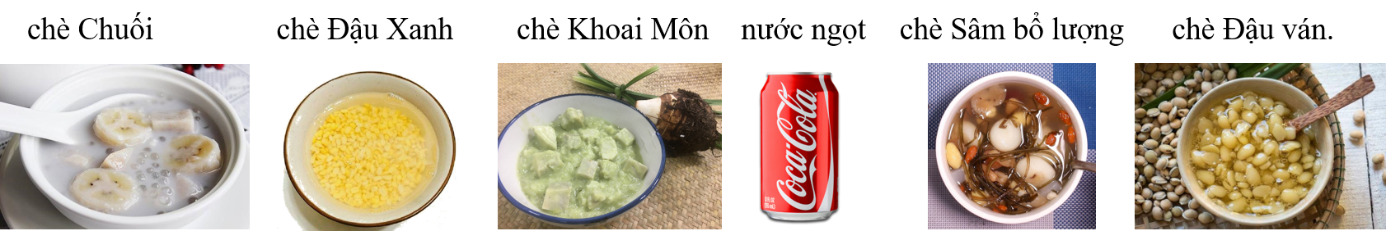 chè Chuối
chè Đậu Xanh
chè Khoai Môn
nước ngọt
chè Sâm bổ lượng
chè Đậu ván.
Coca-Cola